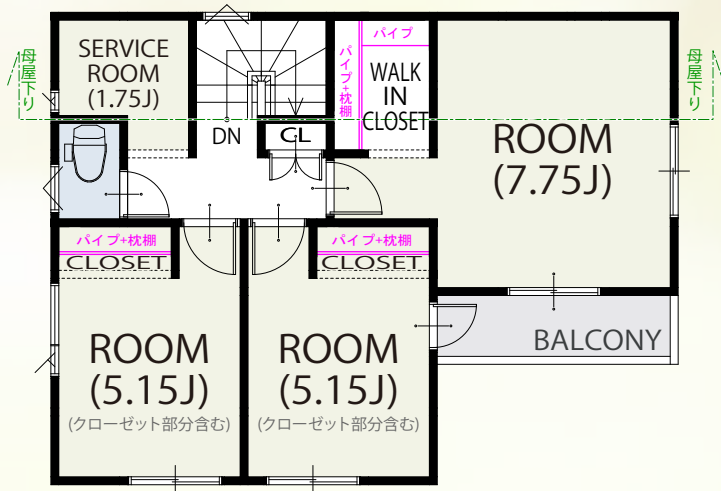 母屋下り
SERVICE
ROOM
(1.75J)
DN
CL
パイプ
パイプ+枕棚
WALK
IN
CLOSET
ROOM
(7.75J)
母屋下り
パイプ+枕棚
CLOSET
ROOM
(5.15J)
(クローゼット部分含む)
パイプ+枕棚
CLOSET
ROOM
(5.15J)
(クローゼット部分含む)
BALCONY